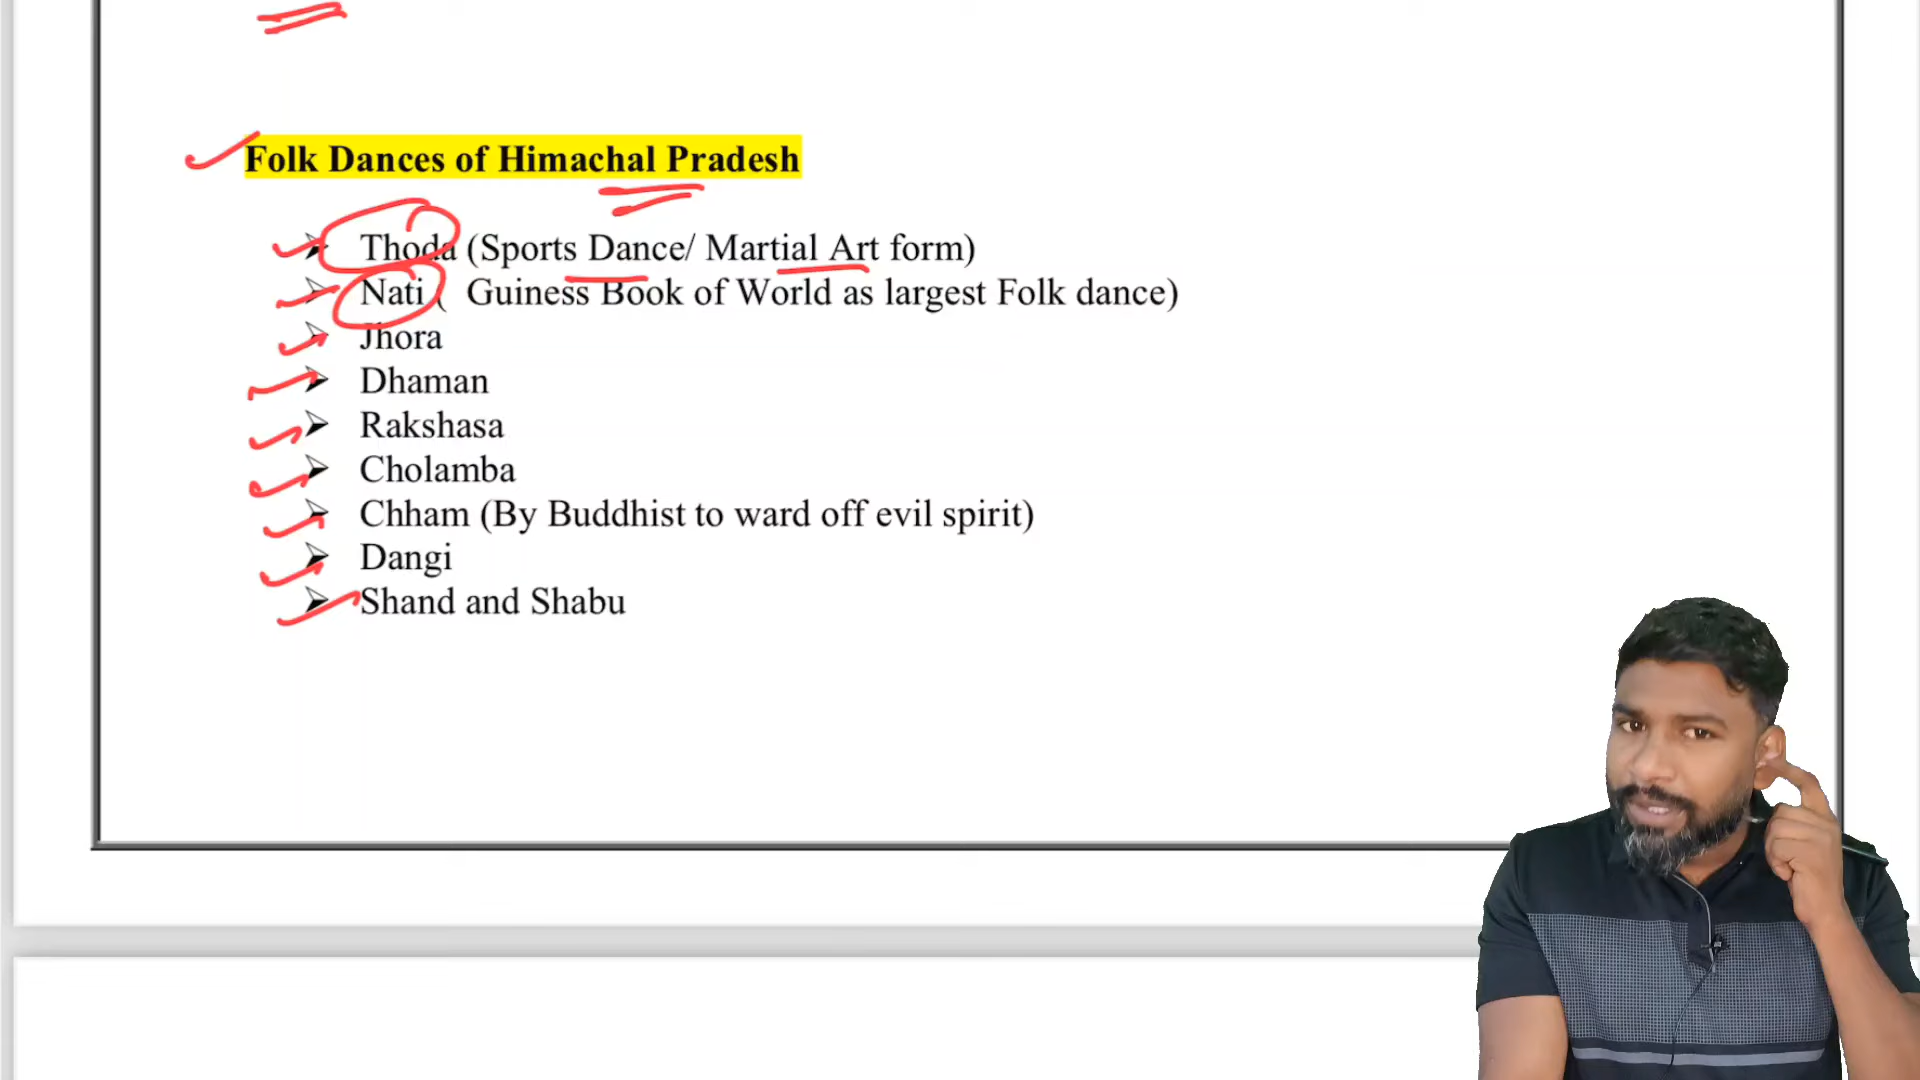 Folk Dances of Himachal Pradesh
Thoda (Sports Dance/ Martial Art form)
Nati ( Guiness Book of World as largest Folk dance)
Jhora
Dhaman
Rakshasa
Cholamba
Chham (By Buddhist to ward off evil spirit)
Dangi
Shand and Shabu